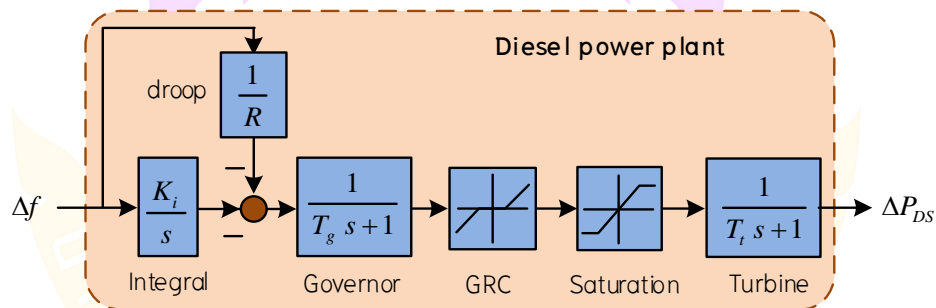 Diesel power plant
droop
1
R
−
Δf
K_i
s
−
1
T_g s+1
1
T_t s+1
ΔP_DS
Integral
Governor
GRC
Saturation
Turbine